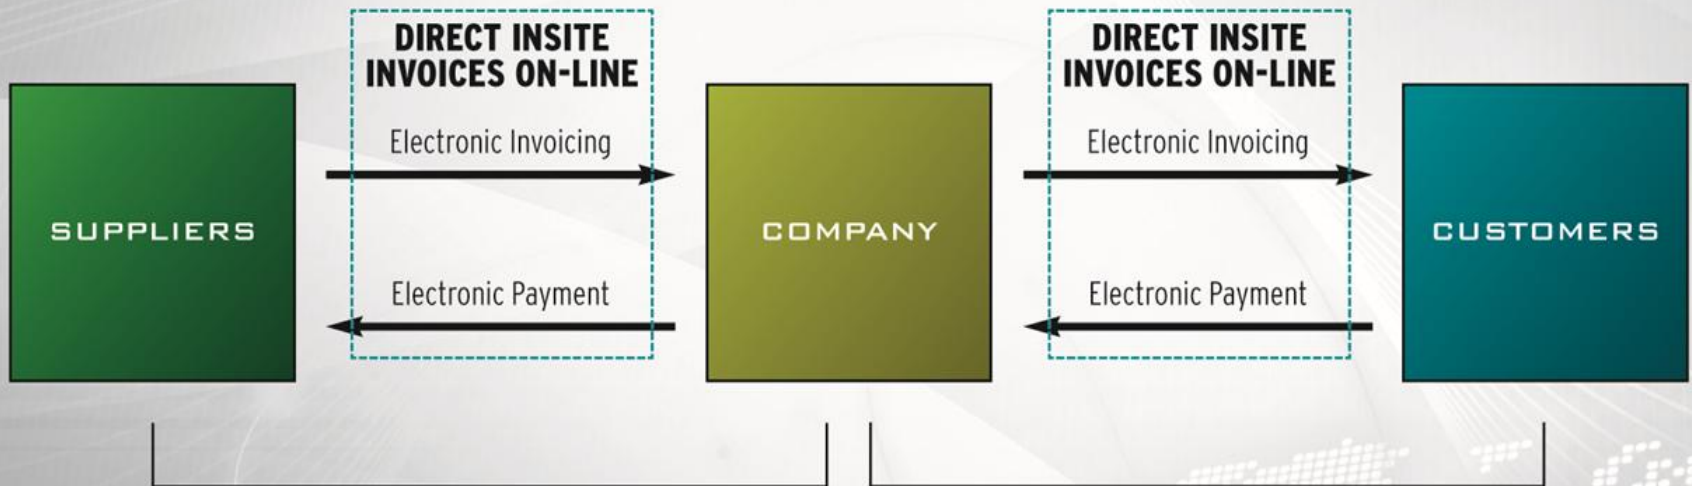 DIRECT INSITE
INVOICES ON-LINE
Electronic Invoicing
Electronic Payment
DIRECT INSITE
INVOICES ON-LINE
Electronic Invoicing
Electronic Payment
SUPPLIERS
COMPANY
CUSTOMERS